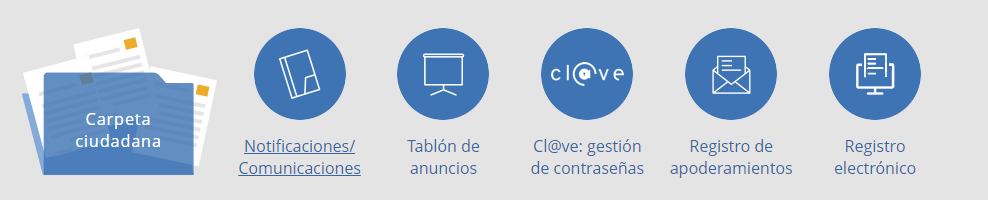 Carpeta
ciudadana
Notificaciones/
Comunicaciones
Tablón de
anuncios
cl@ve
Cl@ve: gestión
de contraseñas
Registro de
apoderamientos
Registro
electrónico